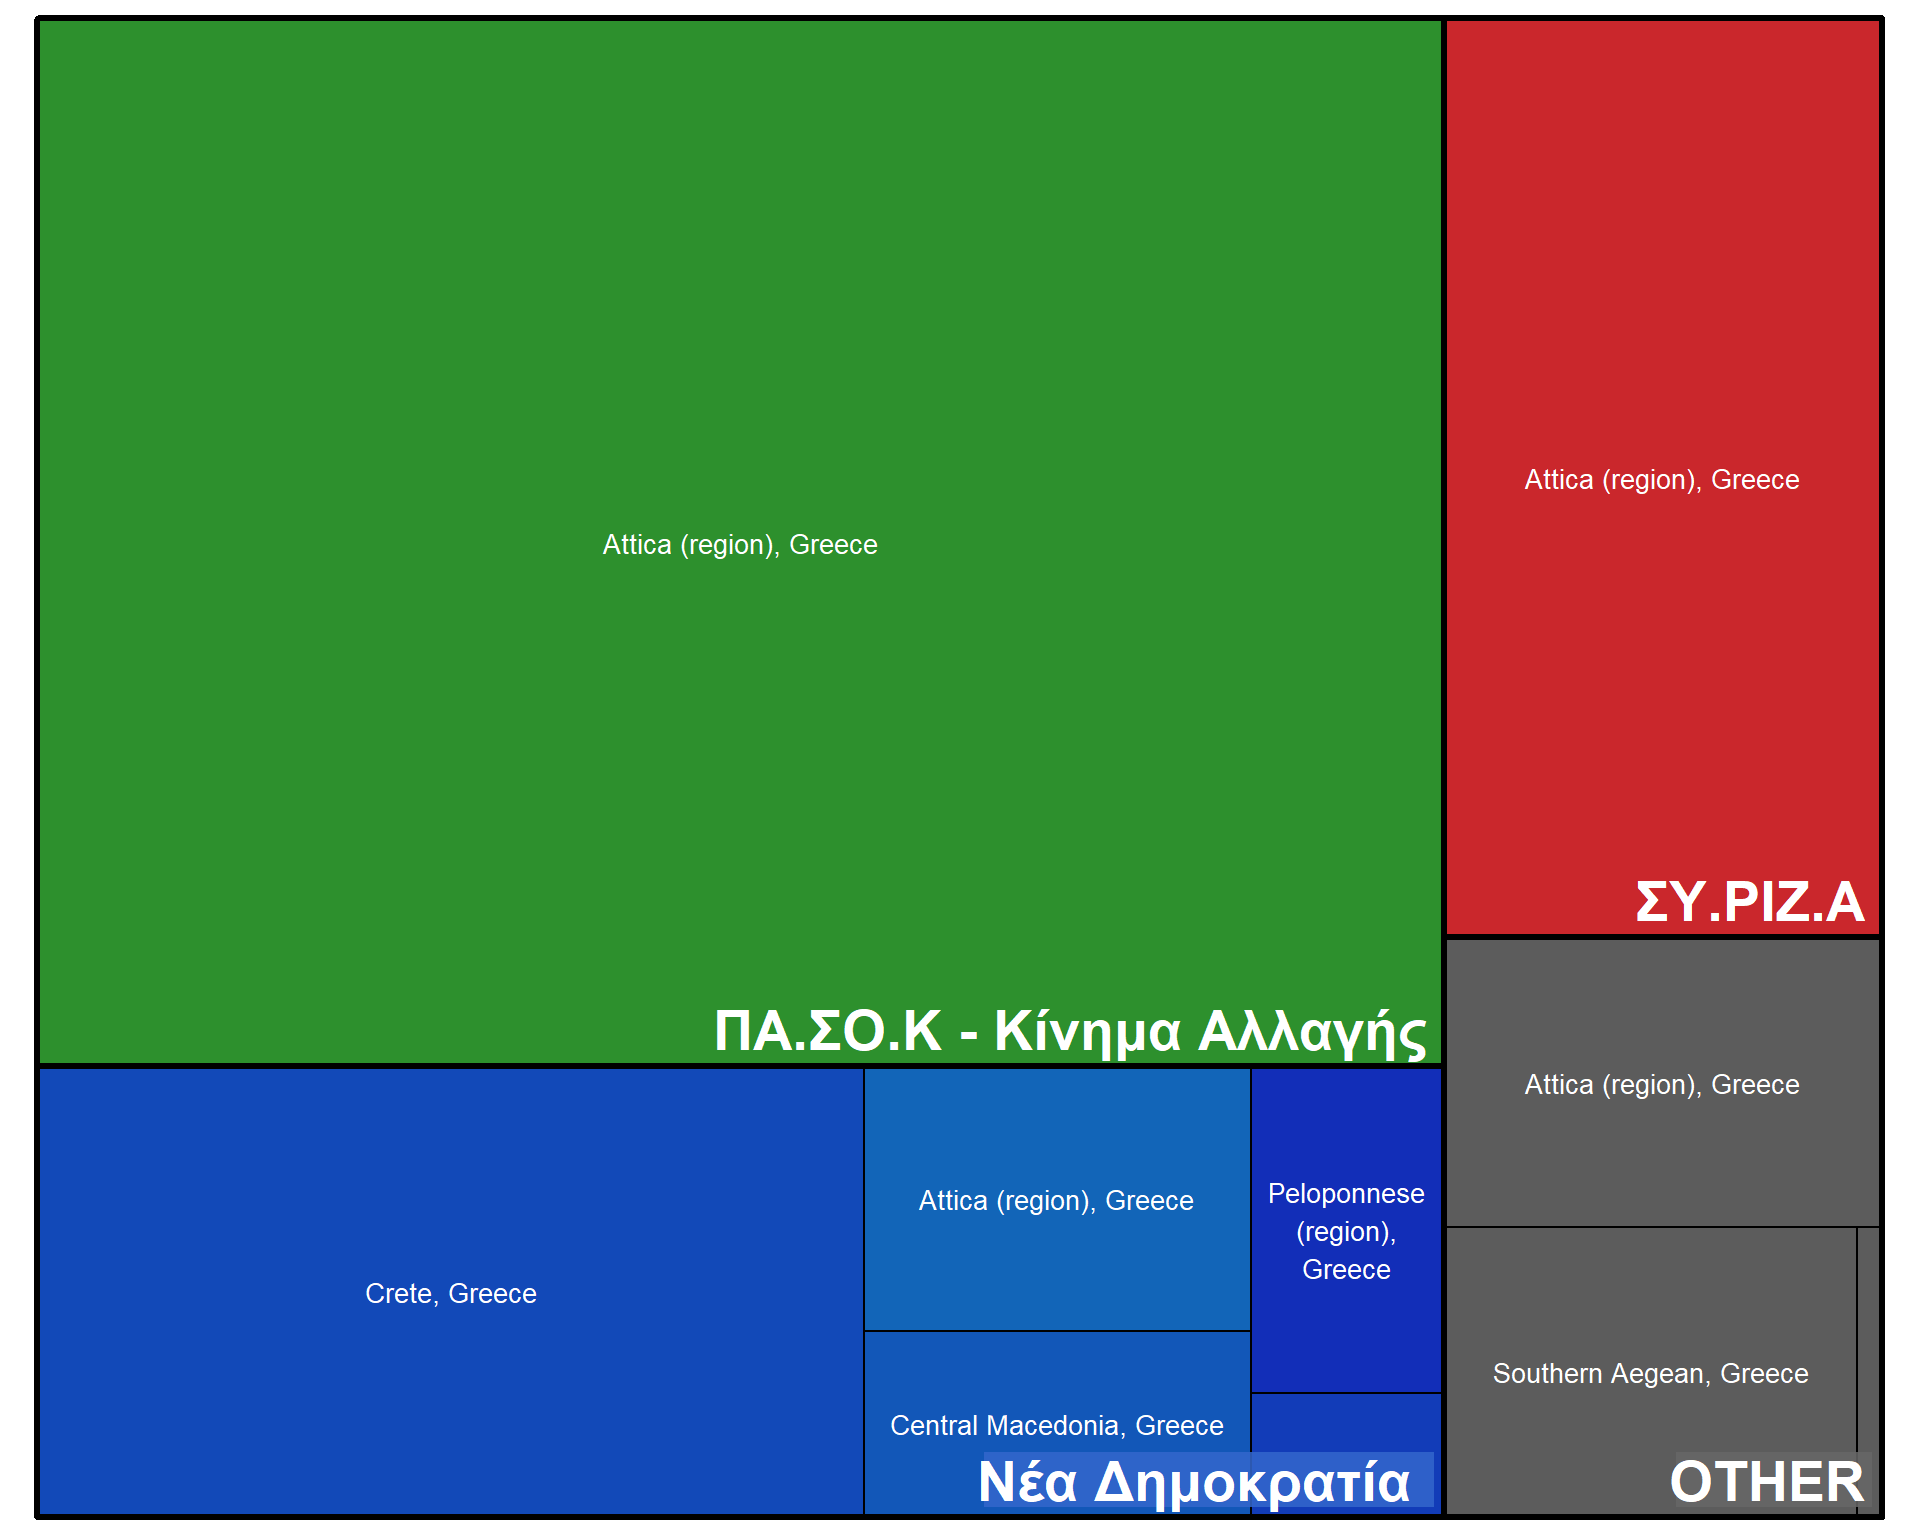 Attica (region), Greece
ΠΑ.ΣΟ.Κ - Κίνημα Αλλαγής
Attica (region), Greece
ΣΥ.ΡΙΖ.Α
Crete, Greece
Attica (region), Greece
Central Macedonia, Greece
Peloponnese
(region),
Greece
Νέα Δημοκρατία
Attica (region), Greece
Southern Aegean, Greece
OTHER